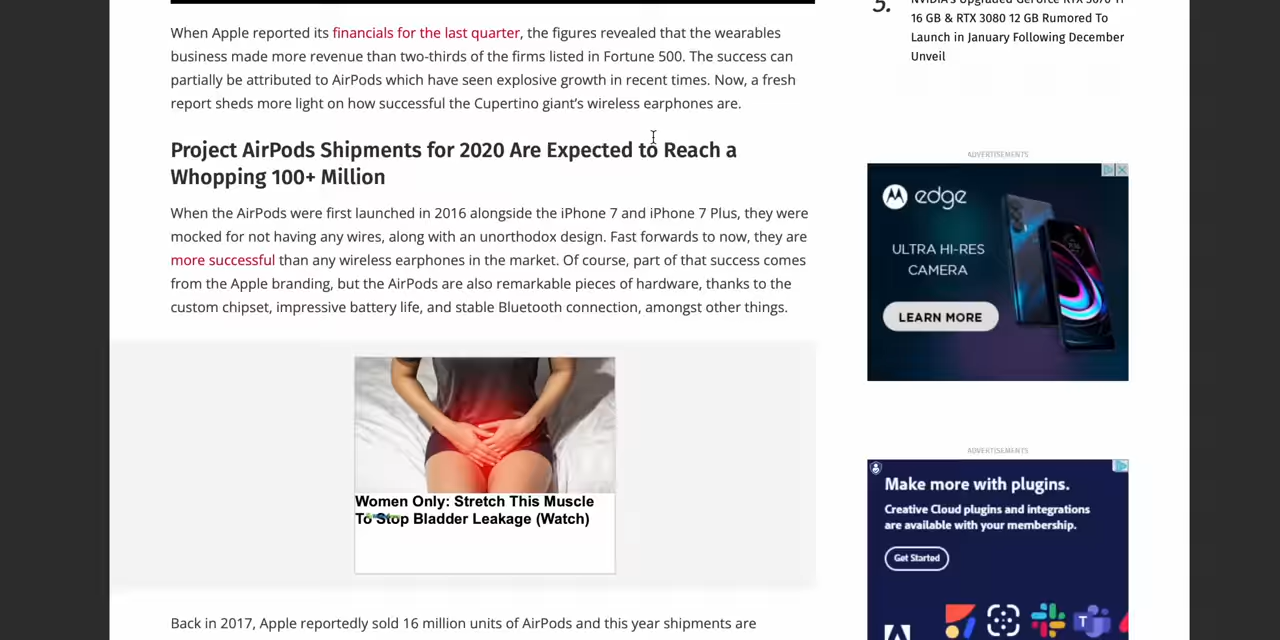 When Apple reported its financials for the last quarter, the figures revealed that the wearables
business made more revenue than two-thirds of the firms listed in Fortune 500. The success can
partially be attributed to AirPods which have seen explosive growth in recent times. Now, a fresh
report sheds more light on how successful the Cupertino giant’s wireless earphones are.
Project AirPods Shipments for 2020 Are Expected to Reach a
Whopping 100+ Million
When the AirPods were first launched in 2016 alongside the iPhone 7 and iPhone 7 Plus, they were
mocked for not having any wires, along with an unorthodox design. Fast forwards to now, they are
more successful than any wireless earphones in the market. Of course, part of that success comes
from the Apple branding, but the AirPods are also remarkable pieces of hardware, thanks to the
custom chipset, impressive battery life, and stable Bluetooth connection, amongst other things.
Women Only: Stretch This Muscle
To Stop Bladder Leakage (Watch)
Back in 2017, Apple reportedly sold 16 million units of AirPods and this year shipments are
5.
NVIDIA's Upgraded GeForce RTX 3070 Ti
16 GB & RTX 3080 12 GB Rumored To
Launch in January Following December
Unveil
ADVERTISEMENTS
edge
ULTRA HI-RES
CAMERA
LEARN MORE
ADVERTISEMENTS
Make more with plugins.
Creative Cloud plugins and integrations
are available with your membership.
Get Started